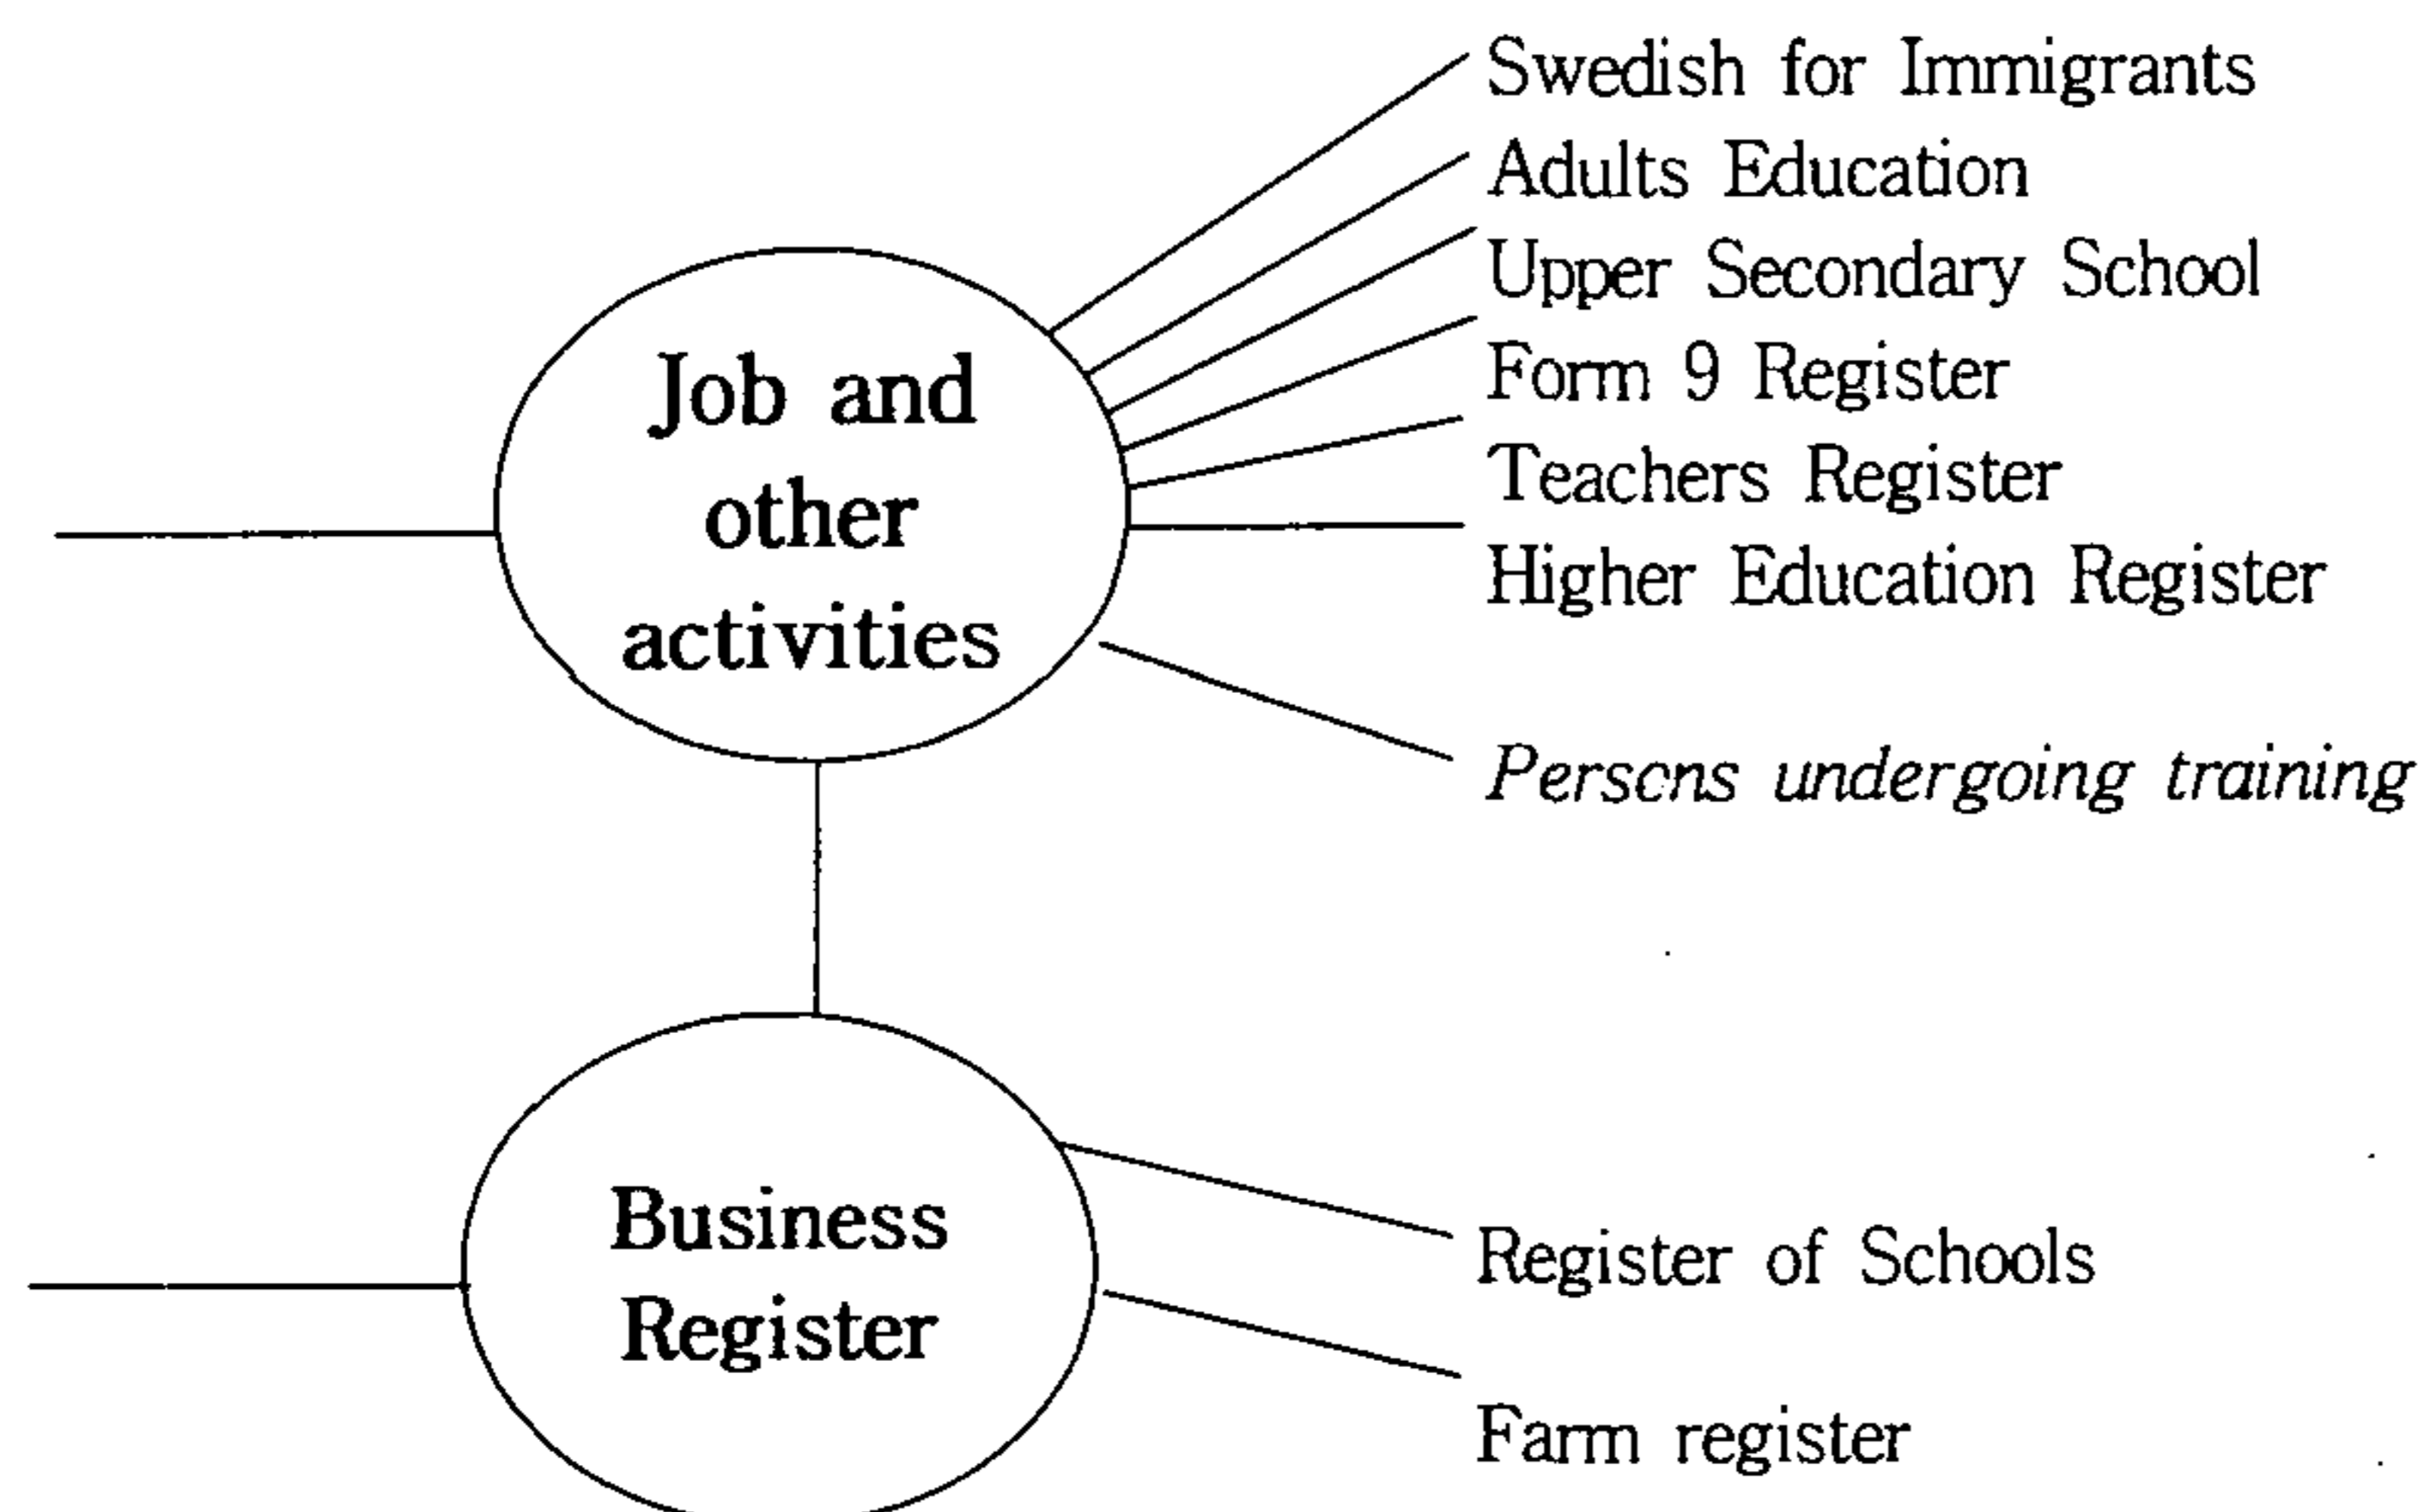 Swedish for Immigrants
Adults Education
Upper Secondary School
Form 9 Register
Teachers Register
Higher Education Register
Job and
other
activities
Persons undergoing training
Business
Register
Register of Schools
Farm register